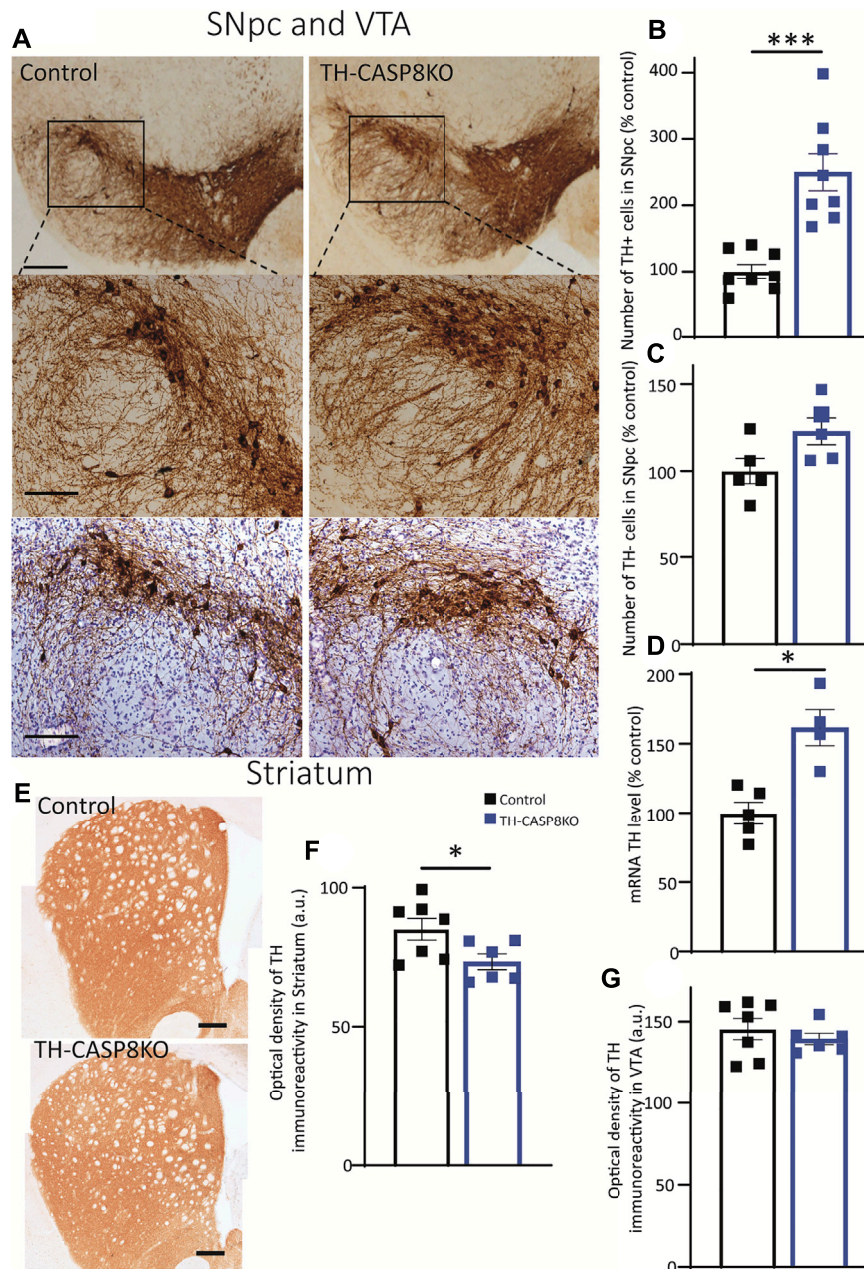 SNpc and VTA
A
Control
TH-CASP8KO
B
***
Number of TH+ cells in SNpc (% control)
400
300
200
100
0
C
Number of TH- cells in SNpc (% control)
150
100
50
0
D
*
mRNA TH level (% control)
200
150
100
50
0
Striatum
E
Control
TH-CASP8KO
Control
TH-CASP8KO
F
*
Optical density of TH
immunoreactivity in Striatum (a.u.)
100
50
0
G
Optical density of TH
immunoreactivity in VTA (a.u.)
150
100
50
0